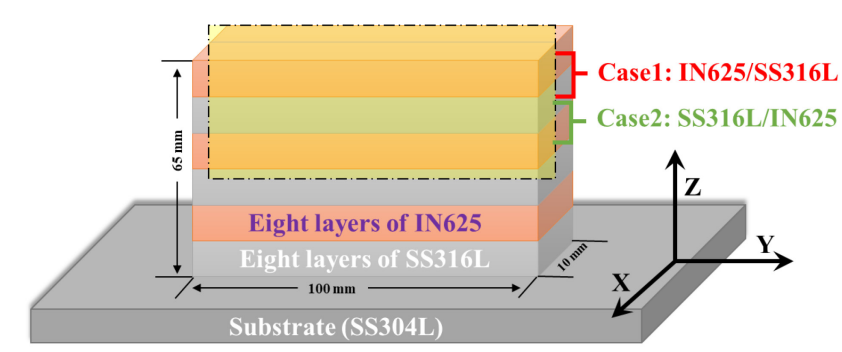 Case1: IN625/SS316L
Case2: SS316L/IN625
65 mm
Z
Y
Eight layers of IN625
Eight layers of SS316L
10 mm
X
100 mm
Substrate (SS304L)